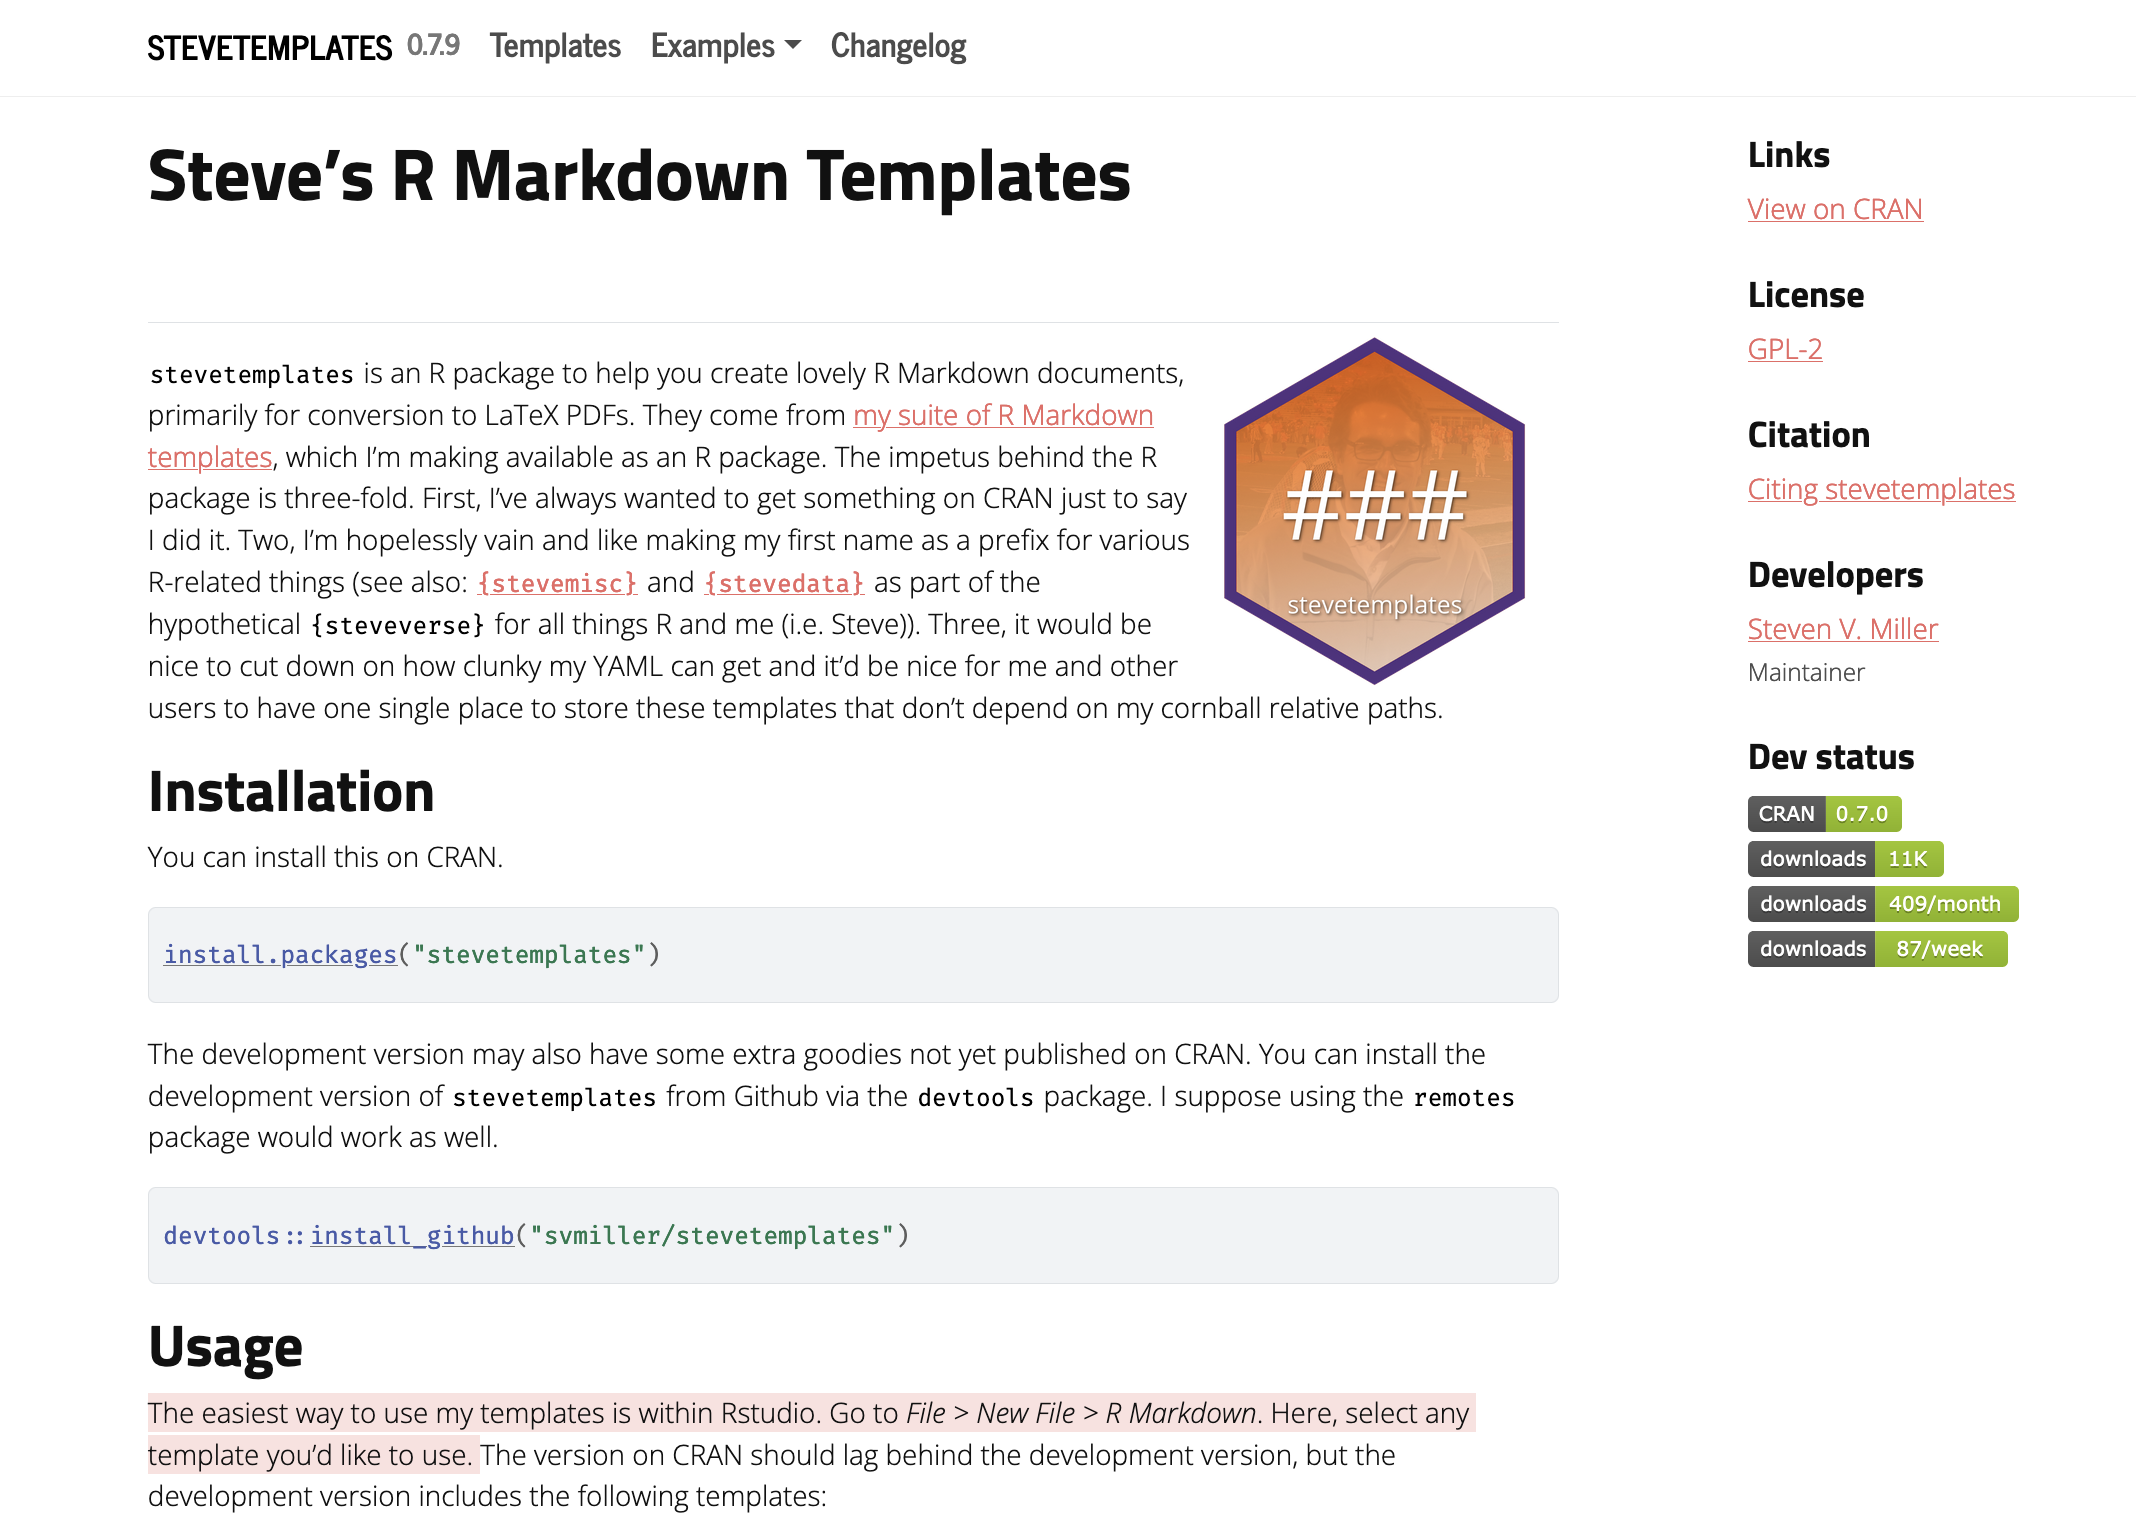 STEVETEMPLATES 0.7.9 Templates Examples Changelog
Steve’s R Markdown Templates
stevetemplates is an R package to help you create lovely R Markdown documents,
primarily for conversion to LaTeX PDFs. They come from my suite of R Markdown
templates, which I’m making available as an R package. The impetus behind the R
package is three-fold. First, I’ve always wanted to get something on CRAN just to say
I did it. Two, I’m hopelessly vain and like making my first name as a prefix for various
R-related things (see also: {stevemisc} and {stevedata} as part of the
hypothetical {steveverse} for all things R and me (i.e. Steve)). Three, it would be
nice to cut down on how clunky my YAML can get and it’d be nice for me and other
users to have one single place to store these templates that don’t depend on my cornball relative paths.
###
stevetemplates
Installation
You can install this on CRAN.
install.packages("stevetemplates")
The development version may also have some extra goodies not yet published on CRAN. You can install the
development version of stevetemplates from Github via the devtools package. I suppose using the remotes
package would work as well.
devtools::install_github("svmiller/stevetemplates")
Usage
The easiest way to use my templates is within Rstudio. Go to File > New File > R Markdown. Here, select any
template you’d like to use. The version on CRAN should lag behind the development version, but the
development version includes the following templates:
Links
View on CRAN
License
GPL-2
Citation
Citing stevetemplates
Developers
Steven V. Miller
Maintainer
Dev status
CRAN 0.7.0
downloads 11K
downloads 409/month
downloads 87/week